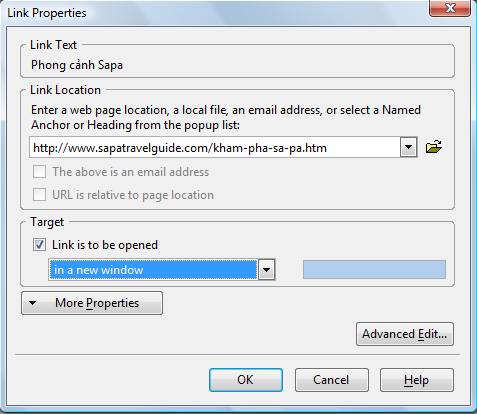 Link Properties
Link Text
Phong cảnh Sapa
Link Location
Enter a web page location, a local file, an email address, or select a Named
Anchor or Heading from the popup list:
http://www.sapatravelguide.com/kham-pha-sa-pa.htm
The above is an email address
URL is relative to page location
Target
Link is to be opened
in a new window
More Properties
Advanced Edit...
OK
Cancel
Help